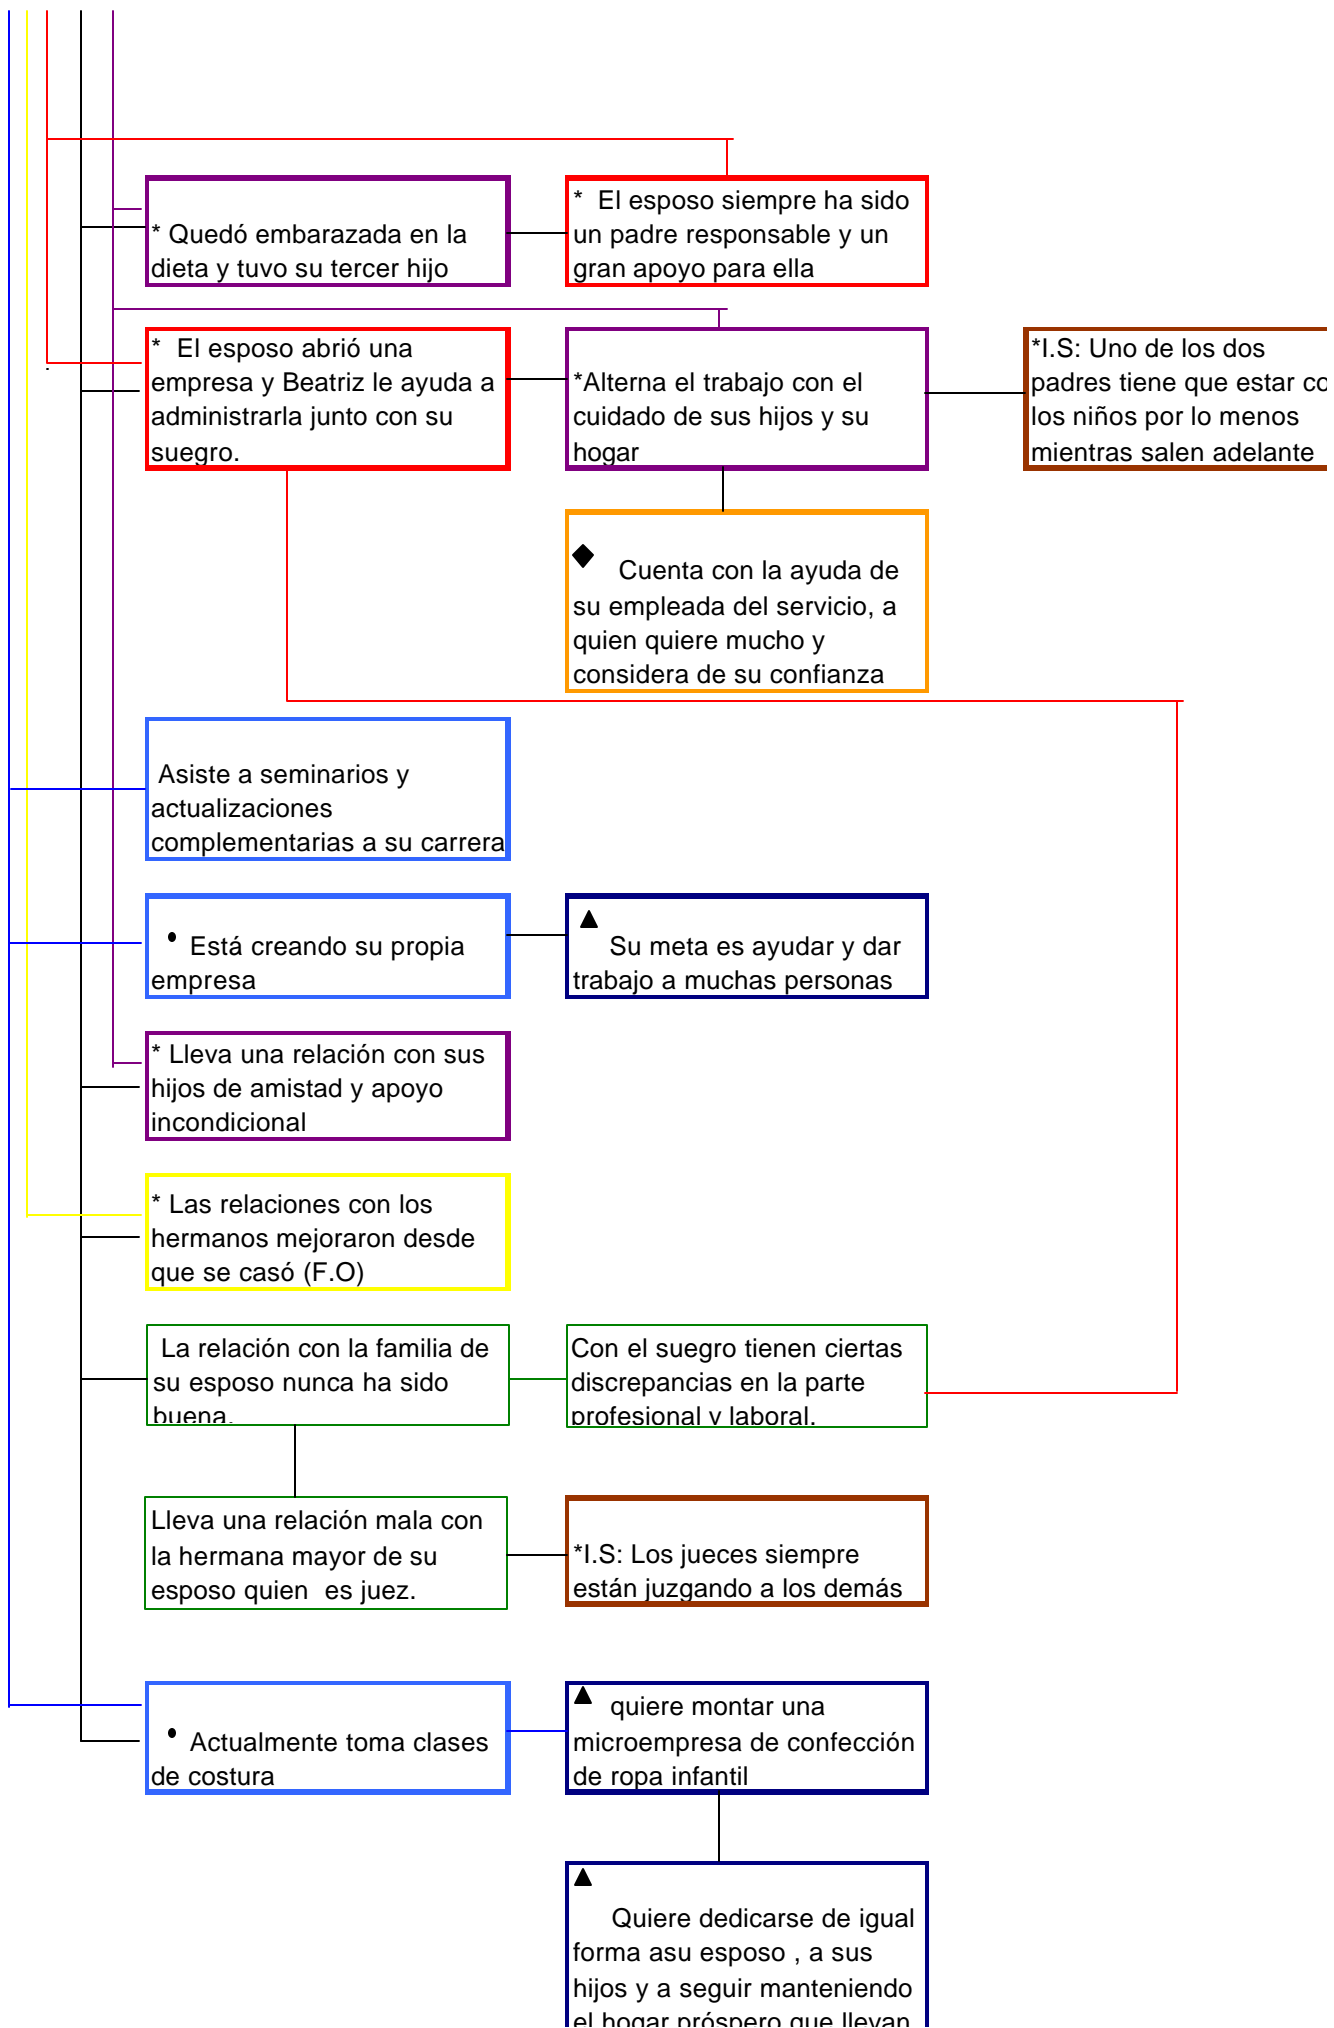 * Quedó embarazada en la
dieta y tuvo su tercer hijo
* El esposo siempre ha sido
un padre responsable y un
gran apoyo para ella
* El esposo abrió una
empresa y Beatriz le ayuda a
administrarla junto con su
suegro.
*Alterna el trabajo con el
cuidado de sus hijos y su
hogar
*I.S: Uno de los dos
padres tiene que estar co
los niños por lo menos
mientras salen adelante
◆ Cuenta con la ayuda de
su empleada del servicio, a
quien quiere mucho y
considera de su confianza
Asiste a seminarios y
actualizaciones
complementarias a su carrera
• Está creando su propia
empresa
▲ Su meta es ayudar y dar
trabajo a muchas personas
* Lleva una relación con sus
hijos de amistad y apoyo
incondicional
* Las relaciones con los
hermanos mejoraron desde
que se casó (F.O)
La relación con la familia de
su esposo nunca ha sido
buena.
Con el suegro tienen ciertas
discrepancias en la parte
profesional y laboral.
Lleva una relación mala con
la hermana mayor de su
esposo quien es juez.
*I.S: Los jueces siempre
están juzgando a los demás
• Actualmente toma clases
de costura
▲ quiere montar una
microempresa de confección
de ropa infantil
▲
Quiere dedicarse de igual
forma asu esposo , a sus
hijos y a seguir manteniendo
el hogar próspero que llevan